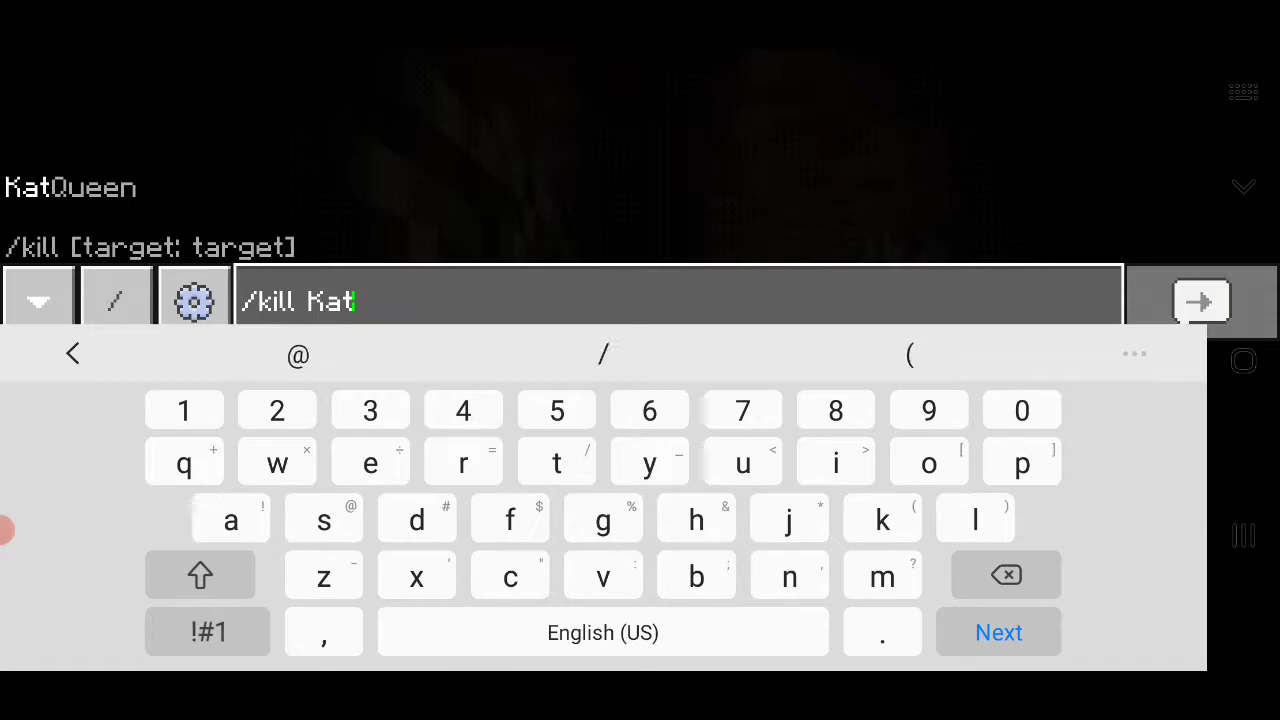 KatQueen
/kill [target: target]
/
/kill Kat
@ / (
1 2 3 4 5 6 7 8 9 0
q + w × e ÷ r = t / y _ u < i > o [ p ]
a ! s @ d # f $ g % h & j * k ( l )
z - x ' c " v : b ; n , m ?
!#1 , English (US) . Next